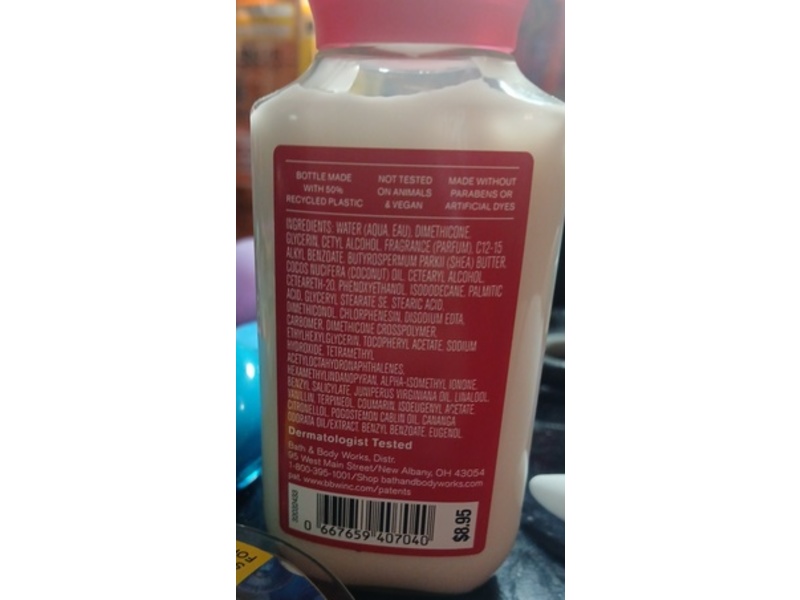 BOTTLE MADE
WITH 50%
RECYCLED PLASTIC
NOT TESTED
ON ANIMALS
& VEGAN
MADE WITHOUT
PARABENS OR
ARTIFICIAL DYES
INGREDIENTS: WATER (AQUA, EAU), DIMETHICONE,
GLYCERIN, CETYL ALCOHOL, FRAGRANCE (PARFUM), C12-15
ALKYL BENZOATE, BUTYROSPERMUM PARKII (SHEA) BUTTER,
COCOS NUCIFERA (COCONUT) OIL, CETEARYL ALCOHOL,
CETEARETH-20, PHENOXYETHANOL, ISODODECANE, PALMITIC
ACID, GLYCERYL STEARATE SE, STEARIC ACID,
DIMETHICONOL, CHLORPHENESIN, DISODIUM EDTA,
CARBOMER, DIMETHICONE CROSSPOLYMER,
ETHYLHEXYLGLYCERIN, TOCOPHERYL ACETATE, SODIUM
HYDROXIDE, TETRAMETHYL
ACETYLOCTAHYDRONAPHTHALENES,
HEXAMETHYLINDANOPYRAN, ALPHA-ISOMETHYL IONONE,
BENZYL SALICYLATE, JUNIPERUS VIRGINIANA OIL, LINALOOL,
VANILLIN, TERPINEOL, COUMARIN, ISOEUGENYL ACETATE,
CITRONELLOL, POGOSTEMON CABLIN OIL, CANANGA
ODORATA OIL/EXTRACT, BENZYL BENZOATE, EUGENOL
Dermatologist Tested
Bath & Body Works, Distr.
95 West Main Street/New Albany, OH 43054
1-800-395-1001/Shop bathandbodyworks.com
pat. www.bbwinc.com/patents
0 667659 407040
$8.95